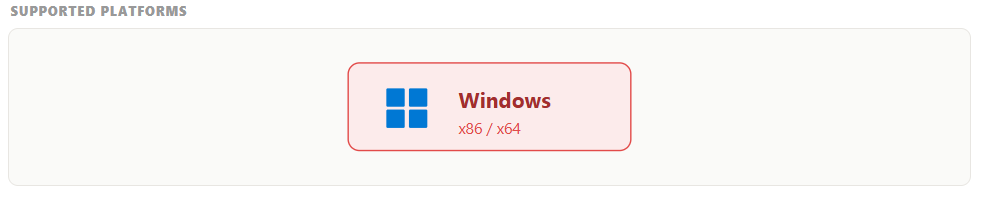 SUPPORTED PLATFORMS
Windows
x86 / x64